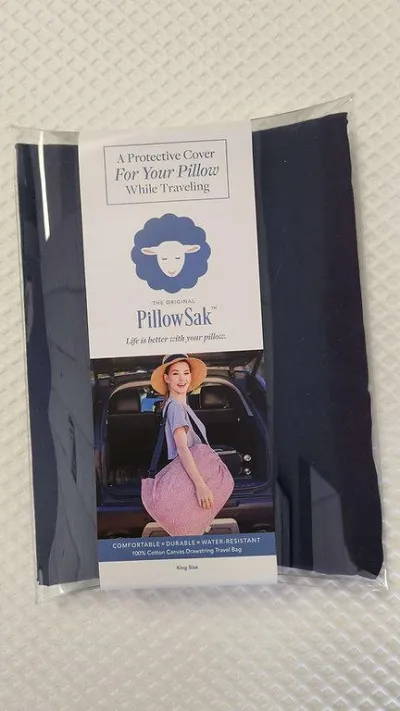 A Protective Cover
For Your Pillow
While Traveling
THE ORIGINAL
PillowSak™
Life is better with your pillow.
COMFORTABLE • DURABLE • WATER-RESISTANT
100% Cotton Canvas Drawstring Travel Bag
King Size